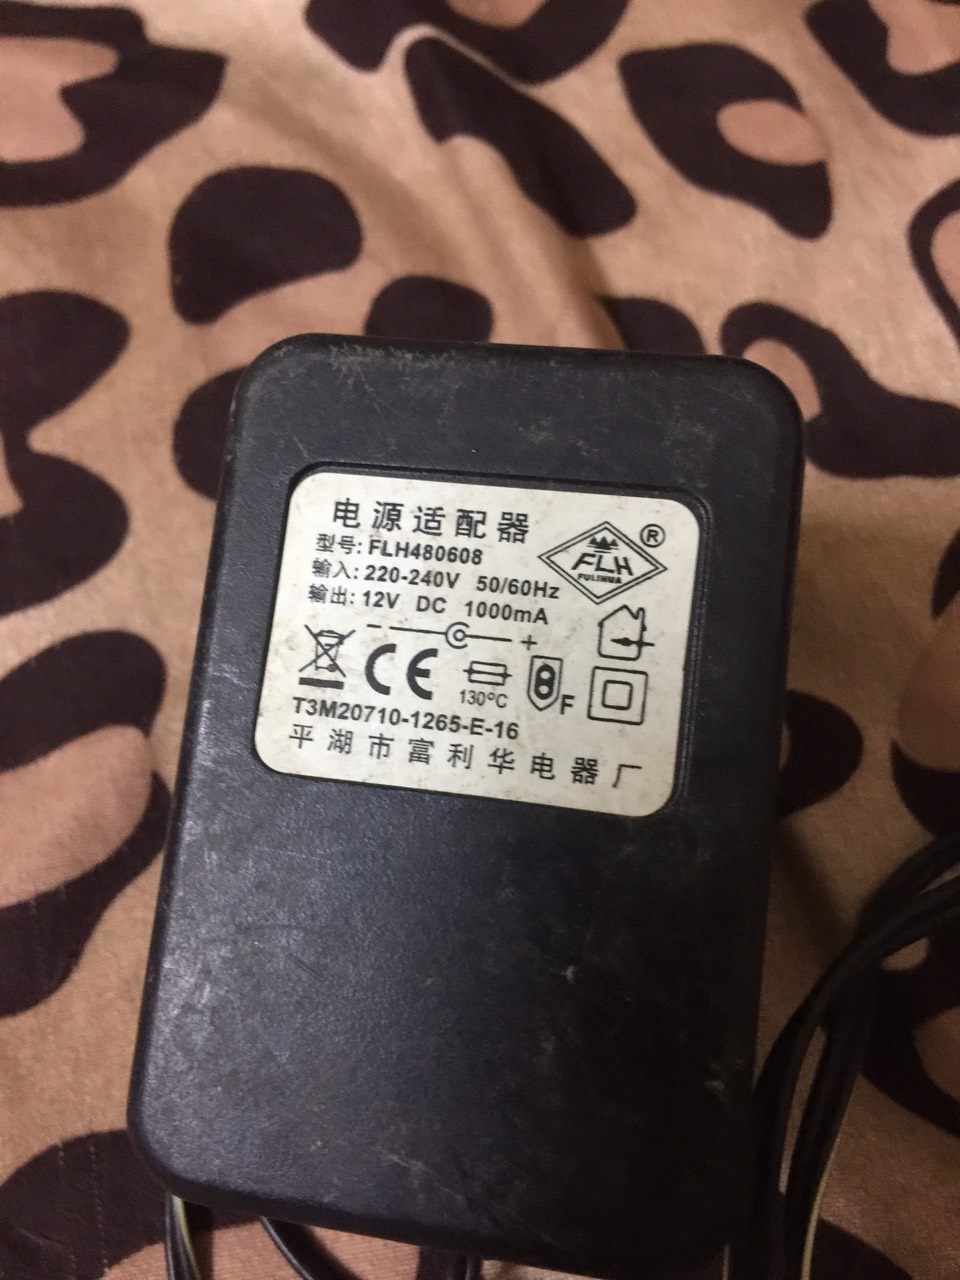 电源适配器
型号: FLH480608
输入: 220-240V 50/60Hz
输出: 12V DC 1000mA
FLH ®
FULINHUA
- +
CE
130°C
F
T3M20710-1265-E-16
平湖市富利华电器厂